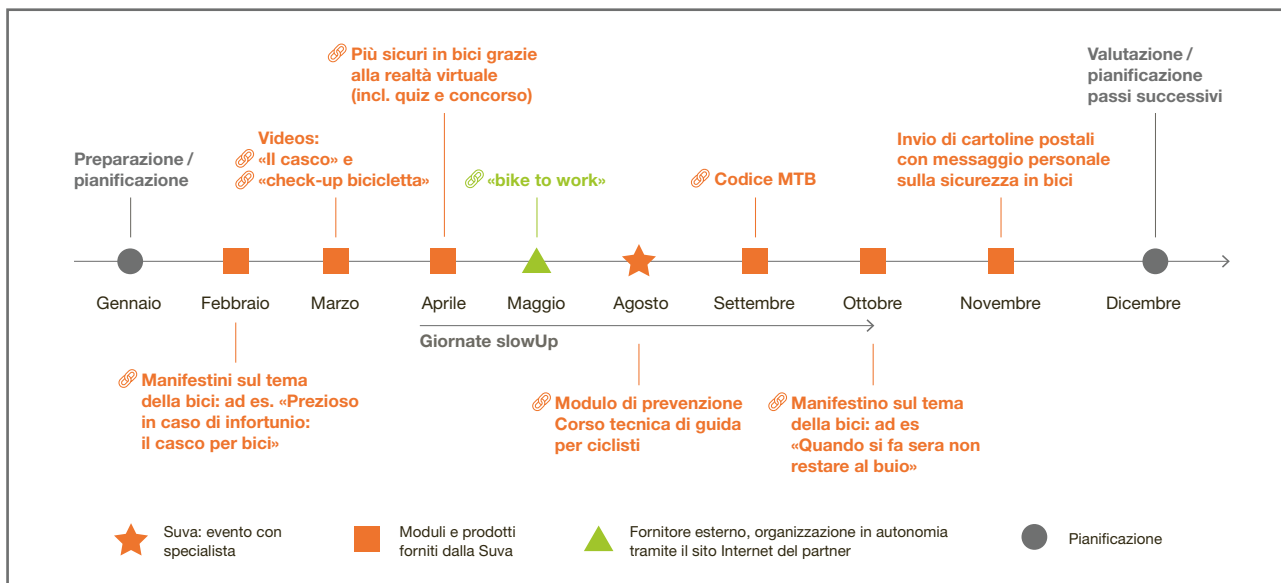 Più sicuri in bici grazie
alla realtà virtuale
(incl. quiz e concorso)
Valutazione /
pianificazione
passi successivi
Preparazione /
pianificazione
Videos:
«Il casco» e
«check-up bicicletta»
«bike to work»
Codice MTB
Invio di cartoline postali
con messaggio personale
sulla sicurezza in bici
Gennaio
Febbraio
Marzo
Aprile
Maggio
Agosto
Settembre
Ottobre
Novembre
Dicembre
Giornate slowUp
Manifestini sul tema
della bici: ad es. «Prezioso
in caso di infortunio:
il casco per bici»
Modulo di prevenzione
Corso tecnica di guida
per ciclisti
Manifestino sul tema
della bici: ad es
«Quando si fa sera non
restare al buio»
Suva: evento con
specialista
Moduli e prodotti
forniti dalla Suva
Fornitore esterno, organizzazione in autonomia
tramite il sito Internet del partner
Pianificazione